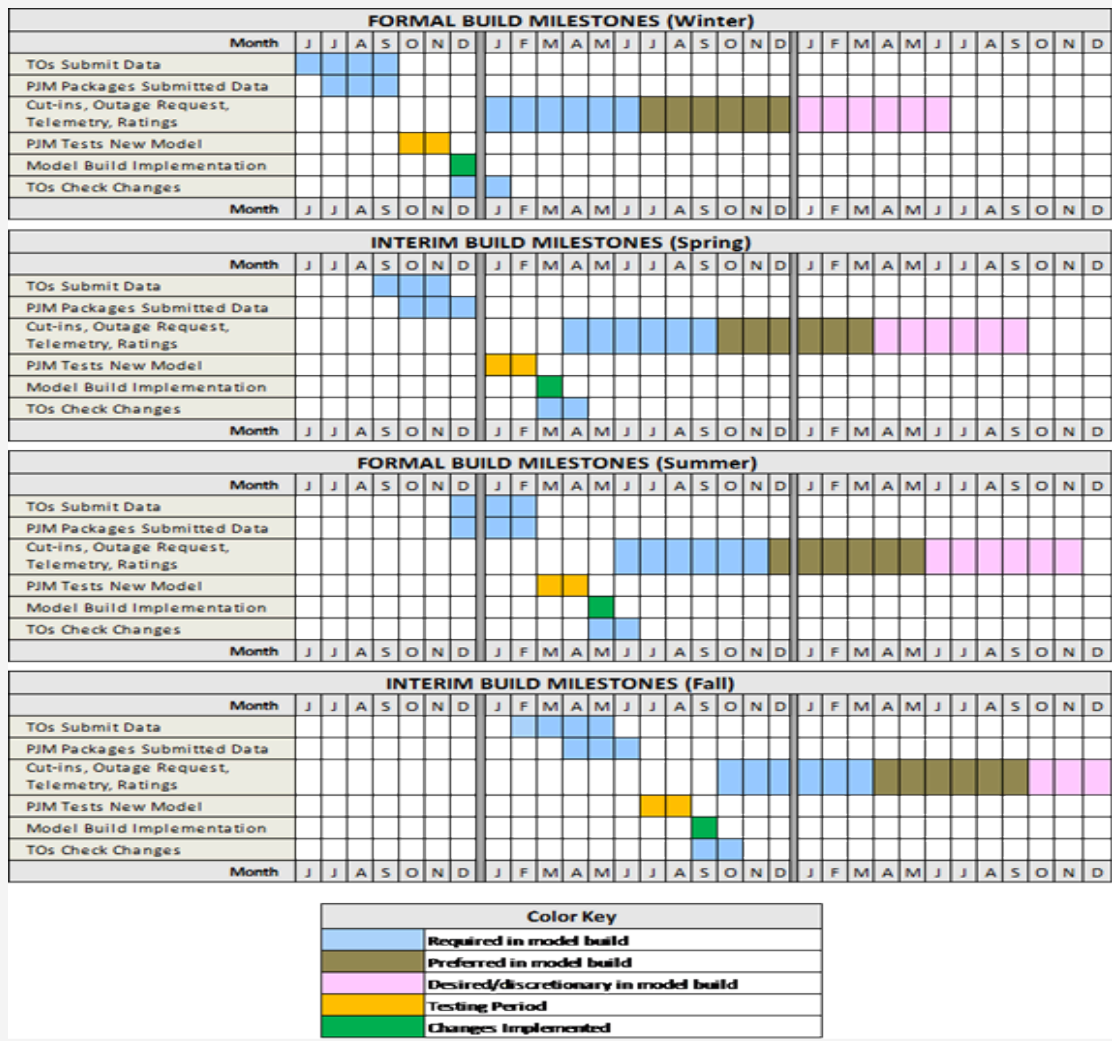 FORMAL BUILD MILESTONES (Winter)
Month J J A S O N D J F M A M J J A S O N D J F M A M J J A S O N D
TOs Submit Data
PJM Packages Submitted Data
Cut-ins, Outage Request,
Telemetry, Ratings
PJM Tests New Model
Model Build Implementation
TOs Check Changes
Month J J A S O N D J F M A M J J A S O N D J F M A M J J A S O N D
INTERIM BUILD MILESTONES (Spring)
Month J J A S O N D J F M A M J J A S O N D J F M A M J J A S O N D
TOs Submit Data
PJM Packages Submitted Data
Cut-ins, Outage Request,
Telemetry, Ratings
PJM Tests New Model
Model Build Implementation
TOs Check Changes
Month J J A S O N D J F M A M J J A S O N D J F M A M J J A S O N D
FORMAL BUILD MILESTONES (Summer)
Month J J A S O N D J F M A M J J A S O N D J F M A M J J A S O N D
TOs Submit Data
PJM Packages Submitted Data
Cut-ins, Outage Request,
Telemetry, Ratings
PJM Tests New Model
Model Build Implementation
TOs Check Changes
Month J J A S O N D J F M A M J J A S O N D J F M A M J J A S O N D
INTERIM BUILD MILESTONES (Fall)
Month J J A S O N D J F M A M J J A S O N D J F M A M J J A S O N D
TOs Submit Data
PJM Packages Submitted Data
Cut-ins, Outage Request,
Telemetry, Ratings
PJM Tests New Model
Model Build Implementation
TOs Check Changes
Month J J A S O N D J F M A M J J A S O N D J F M A M J J A S O N D
Color Key
Required in model build
Preferred in model build
Desired/discretionary in model build
Testing Period
Changes Implemented